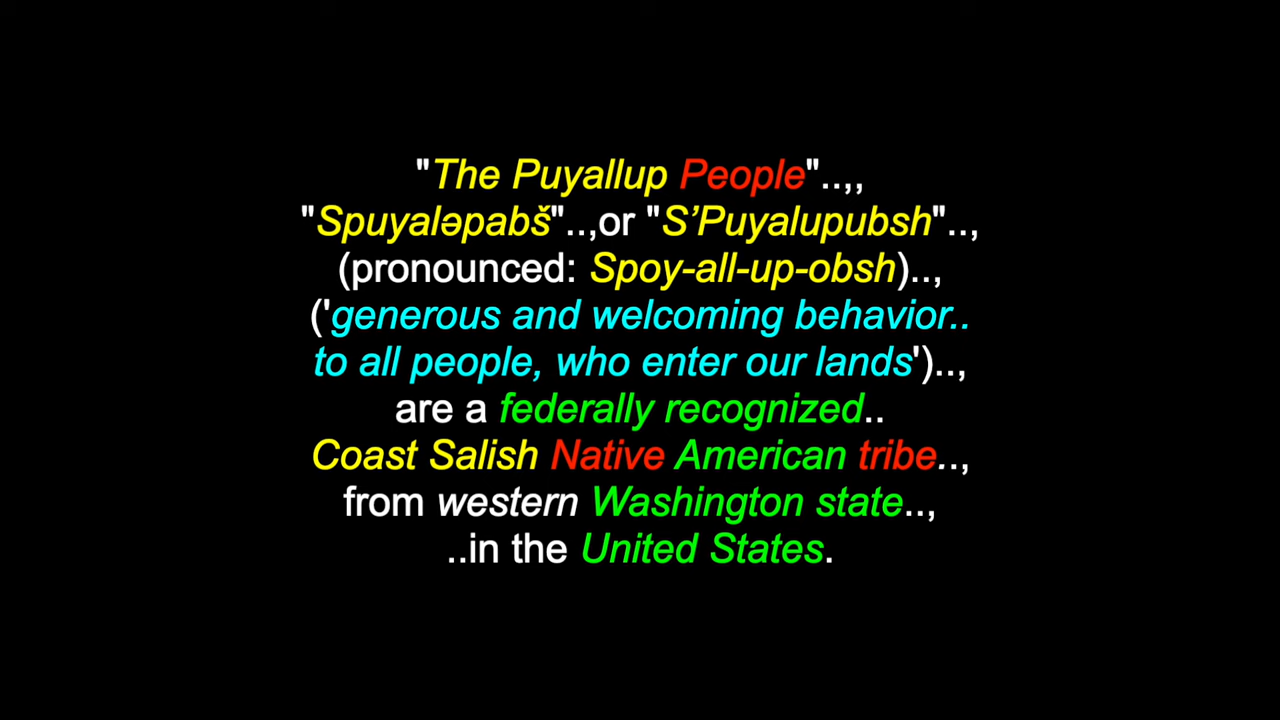 "The Puyallup People"..,,
"Spuyaləpabš"..,or "S’Puyalupubsh"..,
(pronounced: Spoy-all-up-obsh)..,
('generous and welcoming behavior..
to all people, who enter our lands')..,
are a federally recognized..
Coast Salish Native American tribe..,
from western Washington state..,
..in the United States.